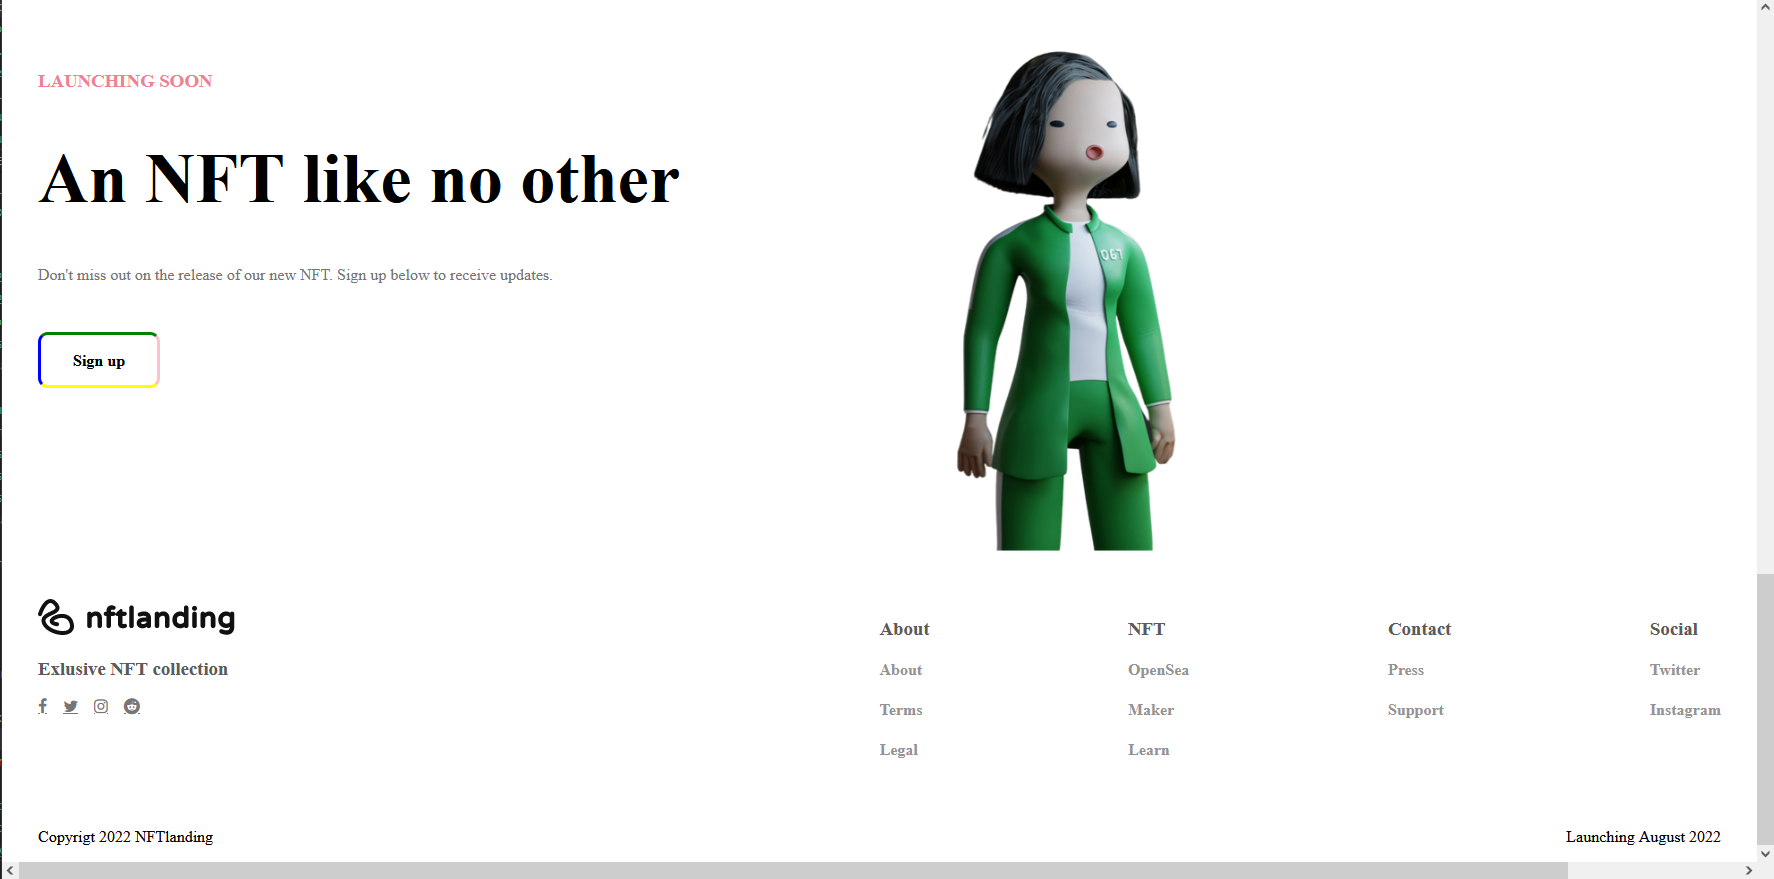 LAUNCHING SOON
An NFT like no other
Don't miss out on the release of our new NFT. Sign up below to receive updates.
Sign up
067
nftlanding
Exlusive NFT collection
About
About
Terms
Legal
NFT
OpenSea
Maker
Learn
Contact
Press
Support
Social
Twitter
Instagram
Copyrigt 2022 NFTlanding
Launching August 2022